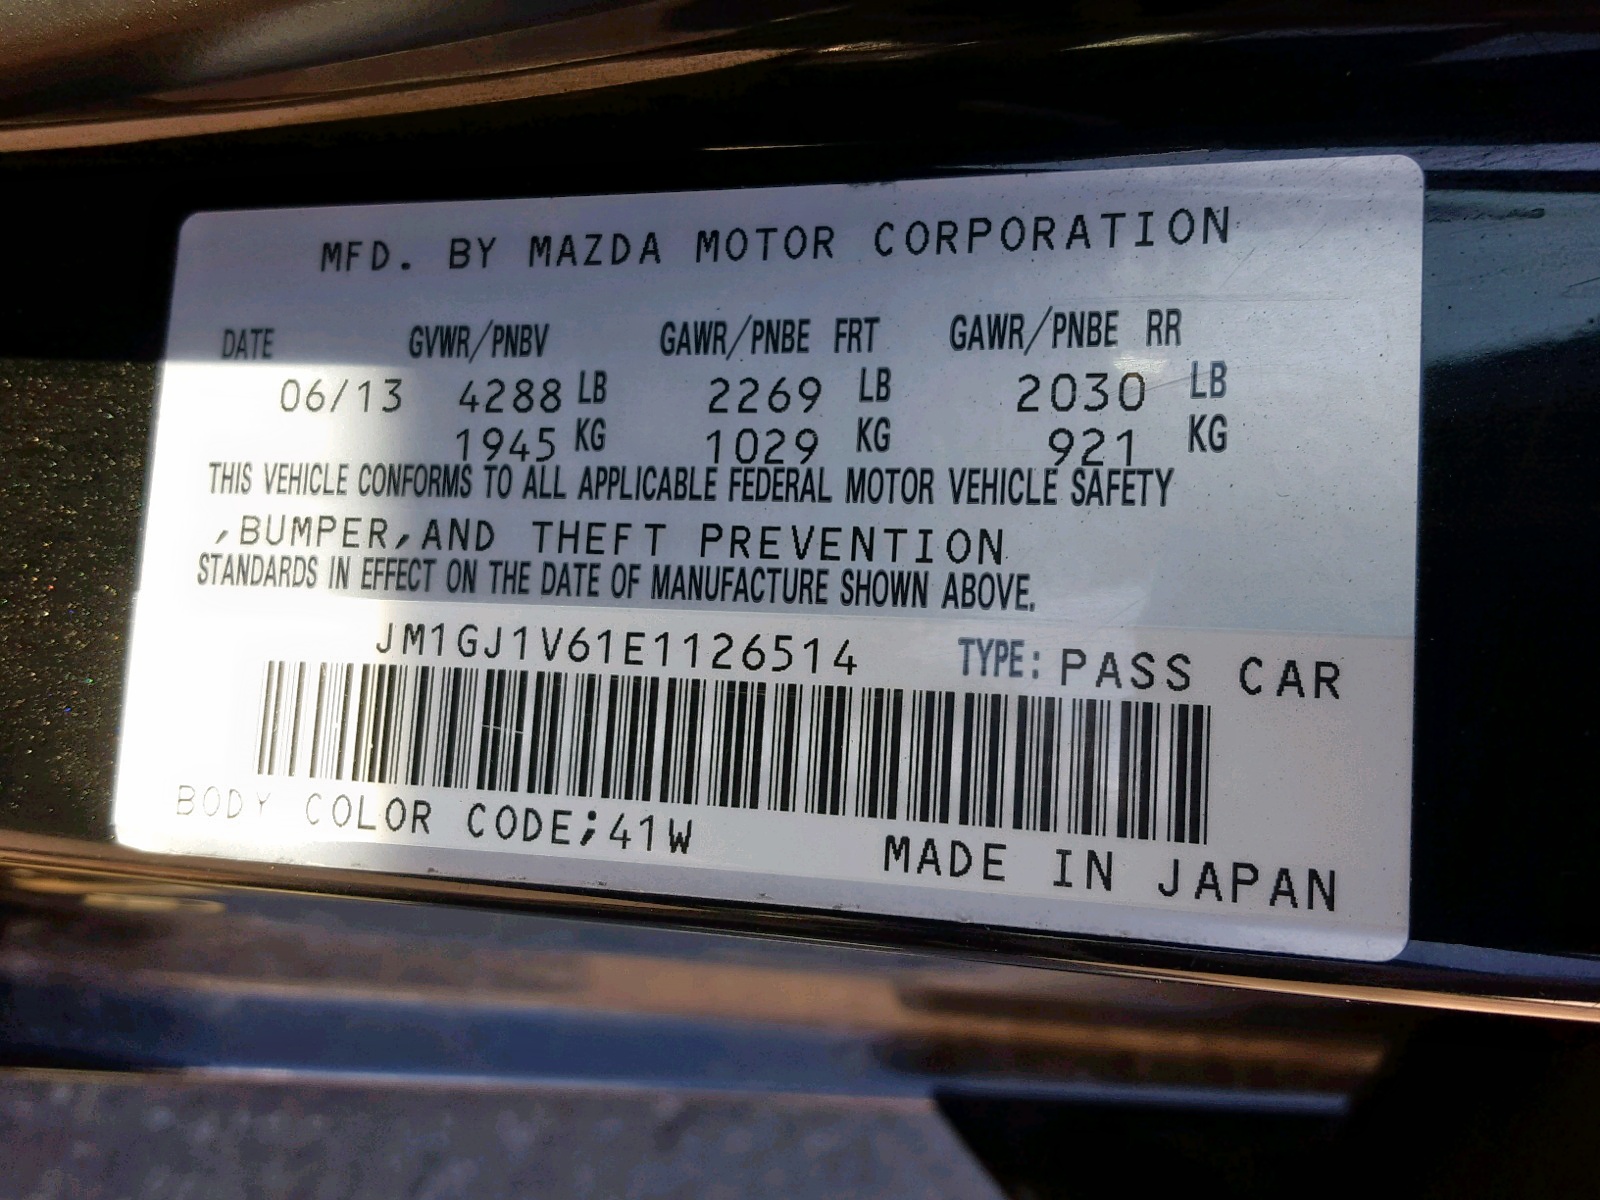 MFD. BY MAZDA MOTOR CORPORATION
DATE GVWR/PNBV GAWR/PNBE FRT GAWR/PNBE RR
06/13 4288 LB 2269 LB 2030 LB
1945 KG 1029 KG 921 KG
THIS VEHICLE CONFORMS TO ALL APPLICABLE FEDERAL MOTOR VEHICLE SAFETY
,BUMPER,AND THEFT PREVENTION
STANDARDS IN EFFECT ON THE DATE OF MANUFACTURE SHOWN ABOVE.
JM1GJ1V61E1126514 TYPE: PASS CAR
BODY COLOR CODE;41W MADE IN JAPAN